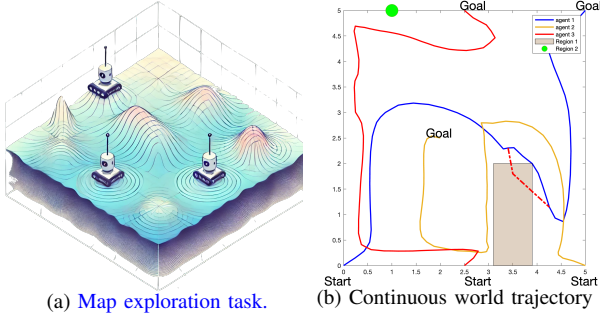 Goal
Goal
agent 1
agent 2
agent 3
Region 1
Region 2
Goal
5
4.5
4
3.5
3
2.5
2
1.5
1
0.5
0
0 0.5 1 1.5 2 2.5 3 3.5 4 4.5 5
Start Start Start
(a) Map exploration task.
(b) Continuous world trajectory